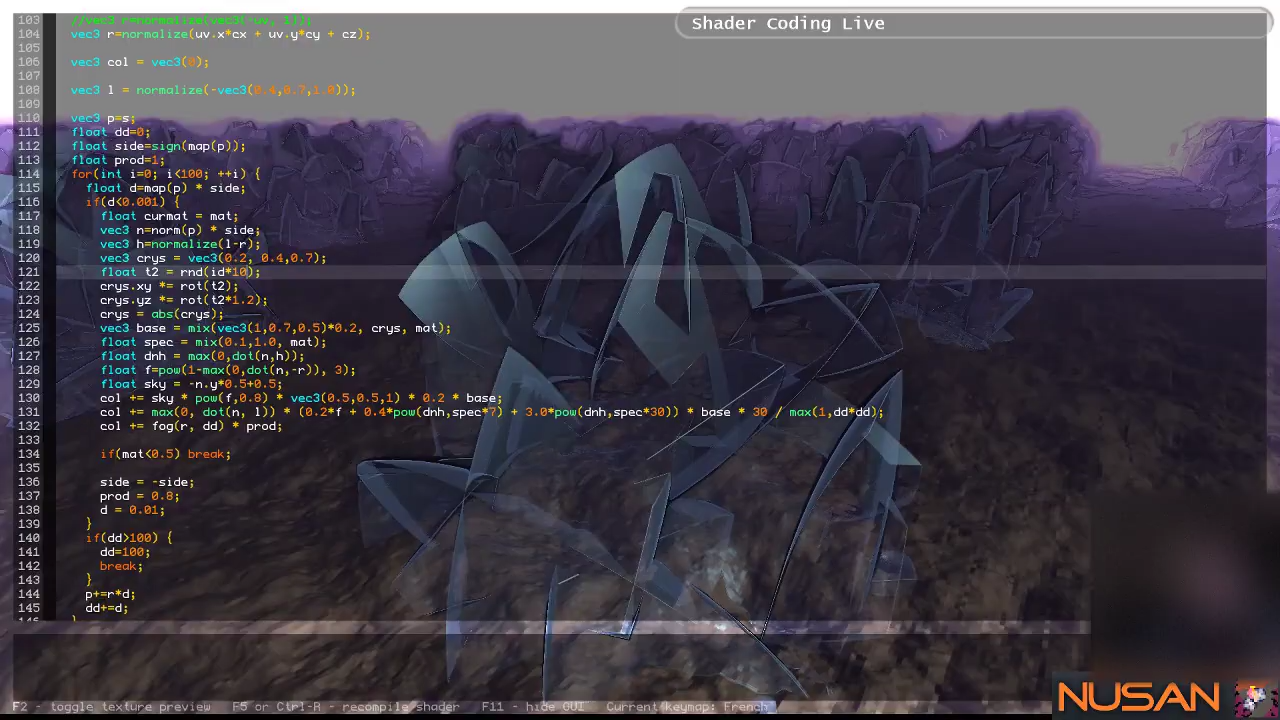 Shader Coding Live
103 //vec3 r=normalize(vec3(-uv, 1));
104 vec3 r=normalize(uv.x*cx + uv.y*cy + cz);
105
106 vec3 col = vec3(0);
107
108 vec3 l = normalize(-vec3(0.4,0.7,1.0));
109
110 vec3 p=s;
111 float dd=0;
112 float side=sign(map(p));
113 float prod=1;
114 for(int i=0; i<100; ++i) {
115 float d=map(p) * side;
116 if(d<0.001) {
117 float curmat = mat;
118 vec3 n=norm(p) * side;
119 vec3 h=normalize(l-r);
120 vec3 crys = vec3(0.2, 0.4,0.7);
121 float t2 = rnd(id*10);
122 crys.xy *= rot(t2);
123 crys.yz *= rot(t2*1.2);
124 crys = abs(crys);
125 vec3 base = mix(vec3(1,0.7,0.5)*0.2, crys, mat);
126 float spec = mix(0.1,1.0, mat);
127 float dnh = max(0,dot(n,h));
128 float f=pow(1-max(0,dot(n,-r)), 3);
129 float sky = -n.y*0.5+0.5;
130 col += sky * pow(f,0.8) * vec3(0.5,0.5,1) * 0.2 * base;
131 col += max(0, dot(n, l)) * (0.2*f + 0.4*pow(dnh,spec*7) + 3.0*pow(dnh,spec*30)) * base * 30 / max(1,dd*dd);
132 col += fog(r, dd) * prod;
133
134 if(mat<0.5) break;
135
136 side = -side;
137 prod = 0.8;
138 d = 0.01;
139 }
140 if(dd>100) {
141 dd=100;
142 break;
143 }
144 p+=r*d;
145 dd+=d;
F2 - toggle texture preview F5 or Ctrl-R - recompile shader F11 - hide GUI Current keymap: French
NUSAN